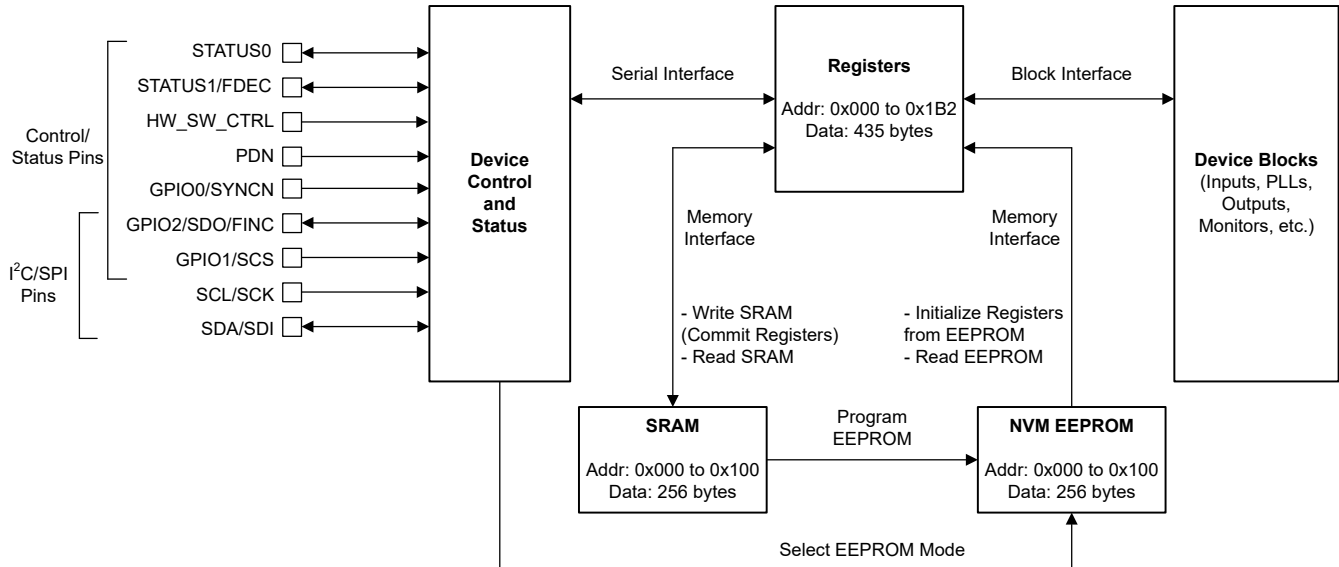 STATUS0
STATUS1/FDEC
HW_SW_CTRL
PDN
GPIO0/SYNCN
GPIO2/SDO/FINC
GPIO1/SCS
SCL/SCK
SDA/SDI
Control/
Status Pins
I²C/SPI
Pins
Device
Control
and
Status
Serial Interface
Registers
Addr: 0x000 to 0x1B2
Data: 435 bytes
Block Interface
Device Blocks
(Inputs, PLLs,
Outputs,
Monitors, etc.)
Memory
Interface
Memory
Interface
- Write SRAM
(Commit Registers)
- Read SRAM
- Initialize Registers
from EEPROM
- Read EEPROM
SRAM
Addr: 0x000 to 0x100
Data: 256 bytes
Program
EEPROM
NVM EEPROM
Addr: 0x000 to 0x100
Data: 256 bytes
Select EEPROM Mode